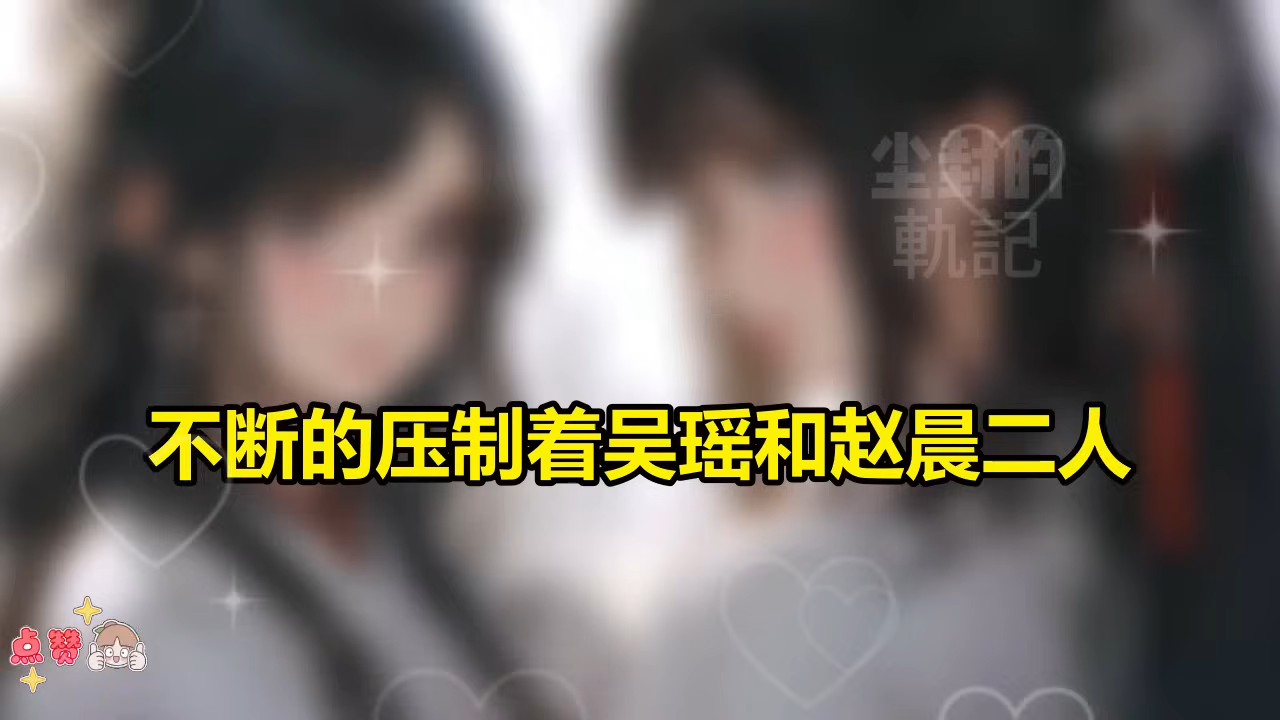 尘封的
軌記
不断的压制着吴瑶和赵晨二人
点赞